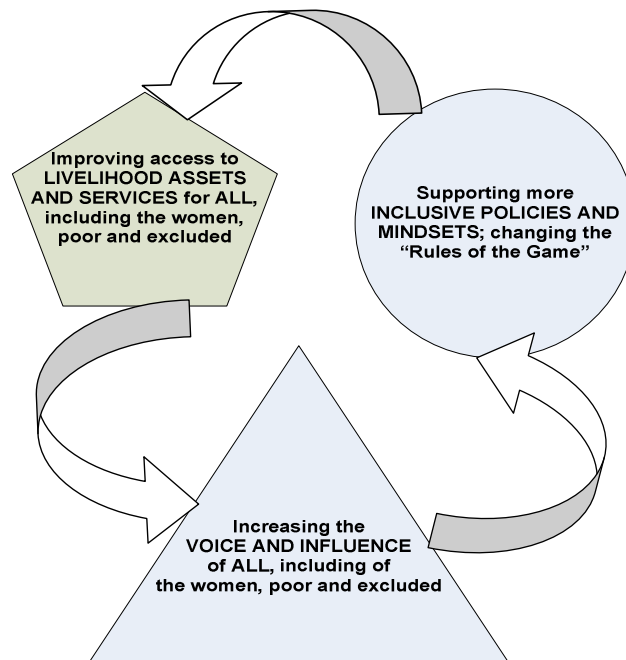 Improving access to
LIVELIHOOD ASSETS
AND SERVICES for ALL,
including the women,
poor and excluded
Supporting more
INCLUSIVE POLICIES AND
MINDSETS; changing the
“Rules of the Game”
Increasing the
VOICE AND INFLUENCE
of ALL, including of
the women, poor and excluded